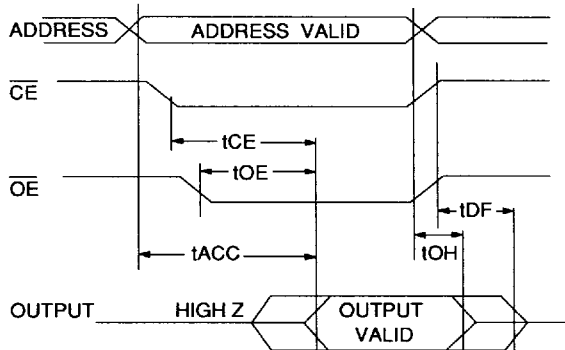 ADDRESS
ADDRESS VALID
CE
tCE
tOE
OE
tDF
tACC
tOH
OUTPUT
HIGH Z
OUTPUT
VALID